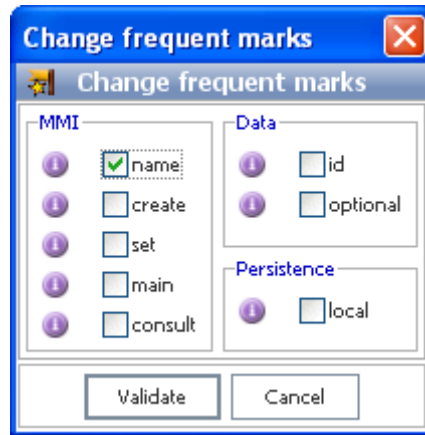 Change frequent marks
Change frequent marks
MMI
name
create
set
main
consult
Data
id
optional
Persistence
local
Validate
Cancel